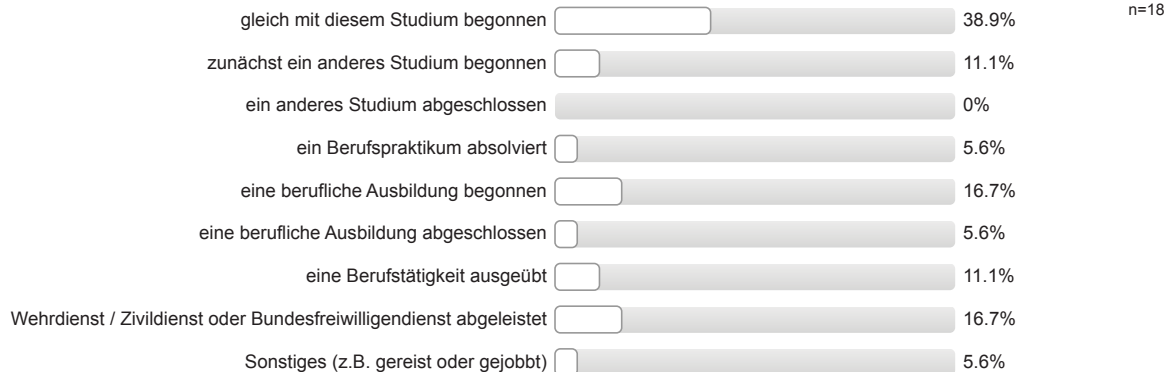 gleich mit diesem Studium begonnen 38.9% n=18
zunächst ein anderes Studium begonnen 11.1%
ein anderes Studium abgeschlossen 0%
ein Berufspraktikum absolviert 5.6%
eine berufliche Ausbildung begonnen 16.7%
eine berufliche Ausbildung abgeschlossen 5.6%
eine Berufstätigkeit ausgeübt 11.1%
Wehrdienst / Zivildienst oder Bundesfreiwilligendienst abgeleistet 16.7%
Sonstiges (z.B. gereist oder gejobbt) 5.6%